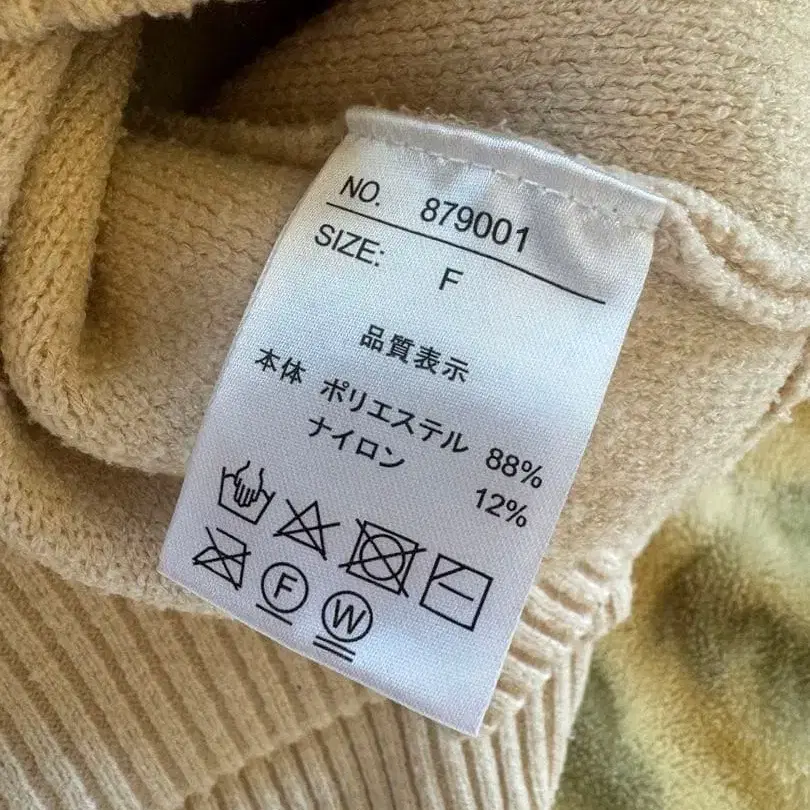 NO. 879001
SIZE: F
品質表示
本体 ポリエステル 88%
ナイロン 12%
F W